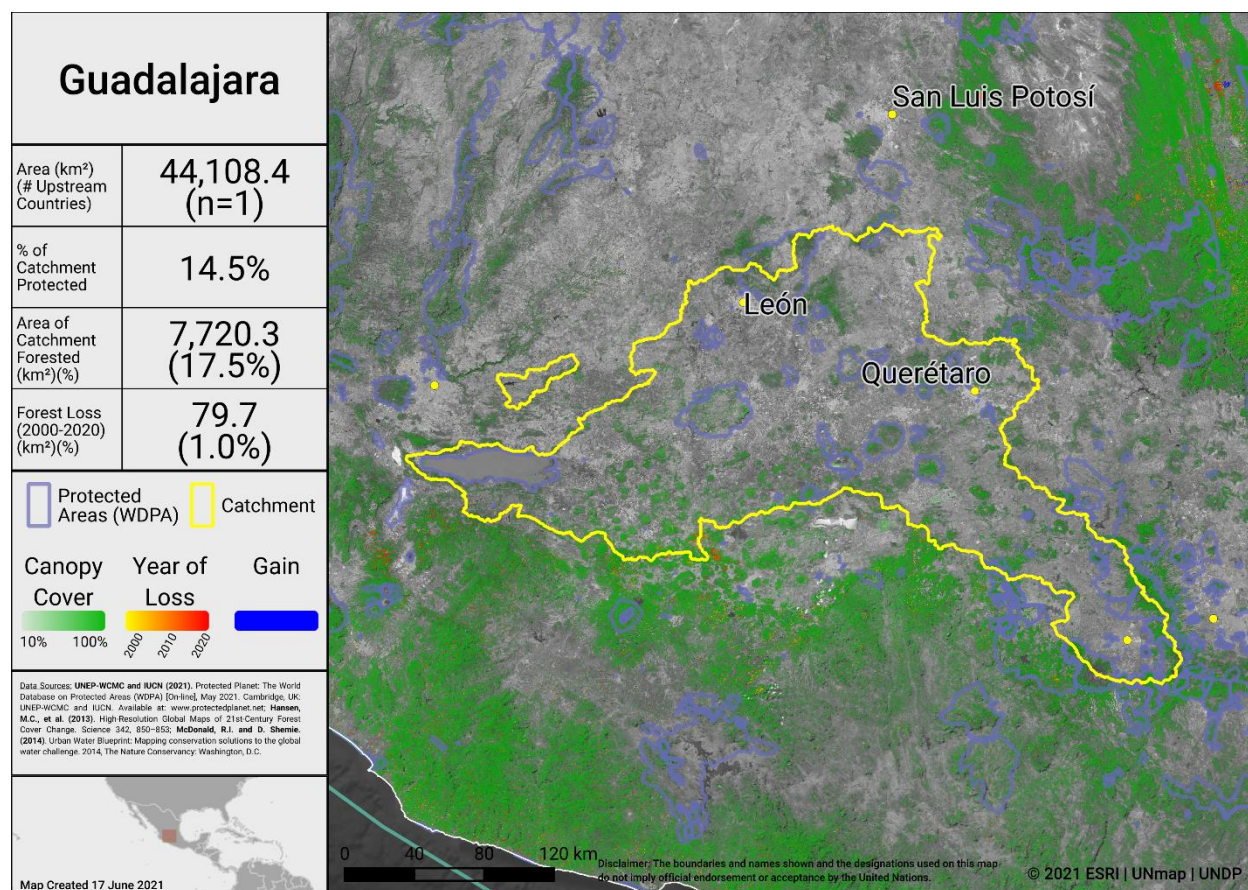 Guadalajara
Area (km²)
(# Upstream
Countries)
44,108.4
(n=1)
% of
Catchment
Protected
14.5%
Area of
Catchment
Forested
(km²)(%)
7,720.3
(17.5%)
Forest Loss
(2000-2020)
(km²)(%)
79.7
(1.0%)
Protected
Areas (WDPA)
Catchment
Canopy
Cover
10%
100%
Year of
Loss
2000
2010
2020
Gain
Data Sources: UNEP-WCMC and IUCN (2021). Protected Planet: The World
Database on Protected Areas (WDPA) [On-line], May 2021. Cambridge, UK:
UNEP-WCMC and IUCN. Available at: www.protectedplanet.net; Hansen,
M.C., et al. (2013). High-Resolution Global Maps of 21st-Century Forest
Cover Change. Science 342, 850–853; McDonald, R.I. and D. Shemie.
(2014). Urban Water Blueprint: Mapping conservation solutions to the global
water challenge. 2014, The Nature Conservancy: Washington, D.C.
Map Created 17 June 2021
San Luis Potosí
León
Querétaro
0 40 80 120 km
Disclaimer: The boundaries and names shown and the designations used on this map
do not imply official endorsement or acceptance by the United Nations.
© 2021 ESRI | UNmap | UNDP